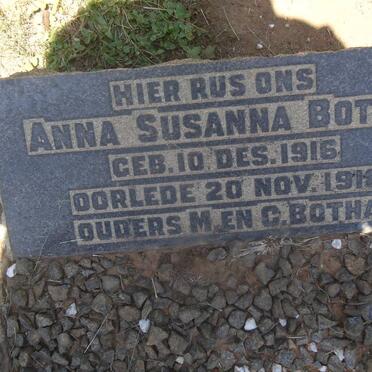 HIER RUS ONS
ANNA SUSANNA BOT
GEB. 10 DES. 1916
OORLEDE 20 NOV. 191
OUDERS M. EN C. BOTHA